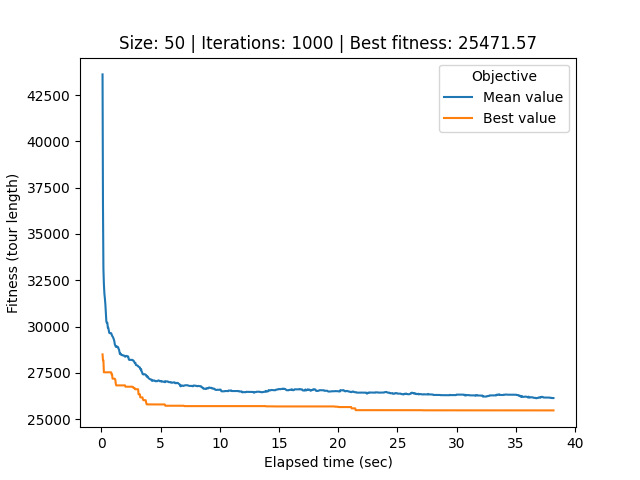 Size: 50 | Iterations: 1000 | Best fitness: 25471.57
Objective
Mean value
Best value
Fitness (tour length)
42500
40000
37500
35000
32500
30000
27500
25000
0 5 10 15 20 25 30 35 40
Elapsed time (sec)